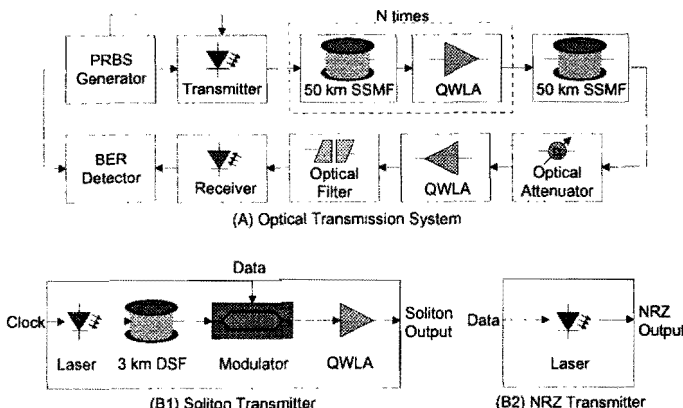 N times
PRBS
Generator
Transmitter
50 km SSMF
QWLA
50 km SSMF
BER
Detector
Receiver
Optical
Filter
QWLA
Optical
Attenuator
(A) Optical Transmission System
Data
Clock
Laser
3 km DSF
Modulator
QWLA
Soliton
Output
(B1) Soliton Transmitter
Data
Laser
NRZ
Output
(B2) NRZ Transmitter